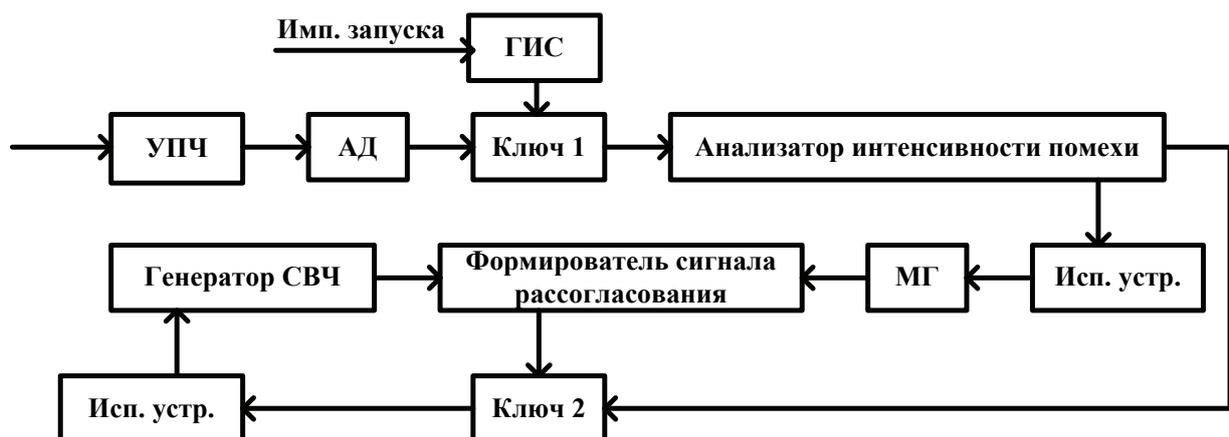 Имп. запуска
ГИС
УПЧ
АД
Ключ 1
Анализатор интенсивности помехи
Генератор СВЧ
Формирователь сигнала
рассогласования
МГ
Исп. устр.
Исп. устр.
Ключ 2